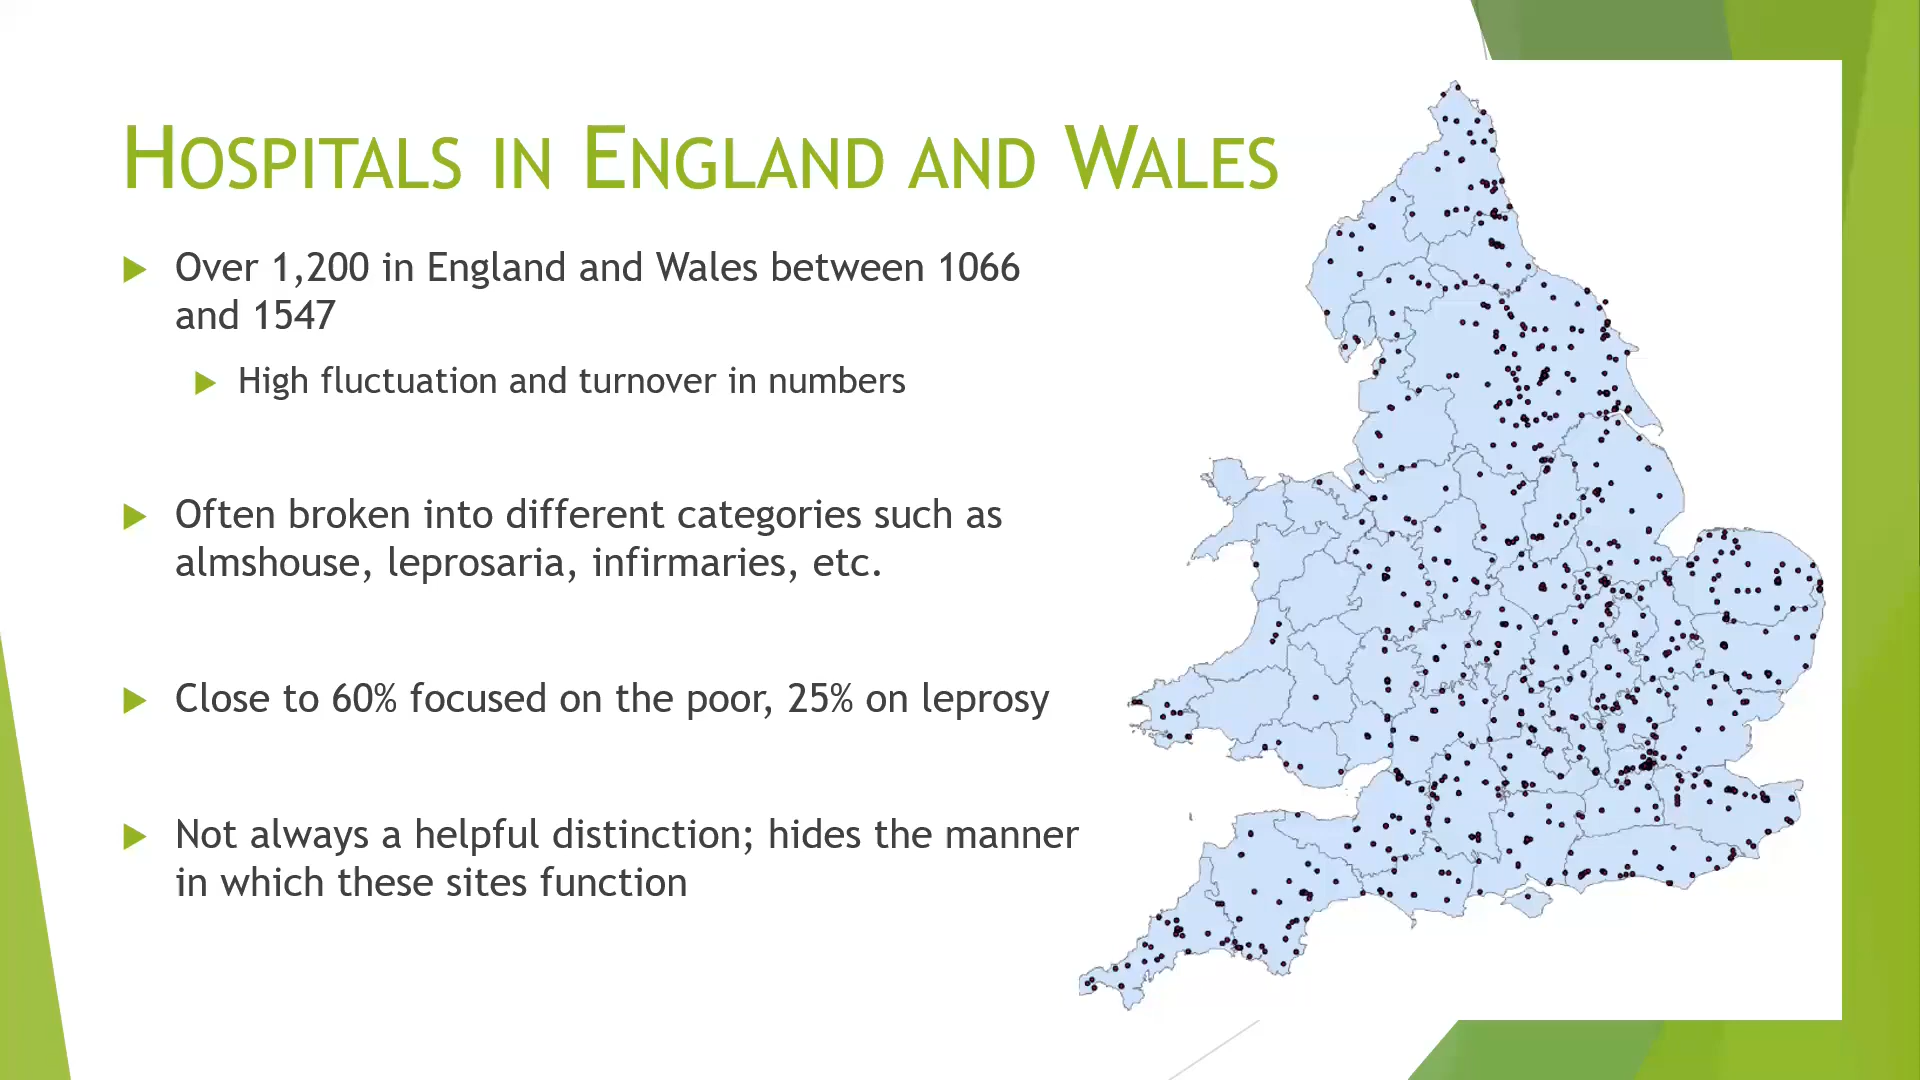 Hospitals in England and Wales
Over 1,200 in England and Wales between 1066
and 1547
High fluctuation and turnover in numbers
Often broken into different categories such as
almshouse, leprosaria, infirmaries, etc.
Close to 60% focused on the poor, 25% on leprosy
Not always a helpful distinction; hides the manner
in which these sites function